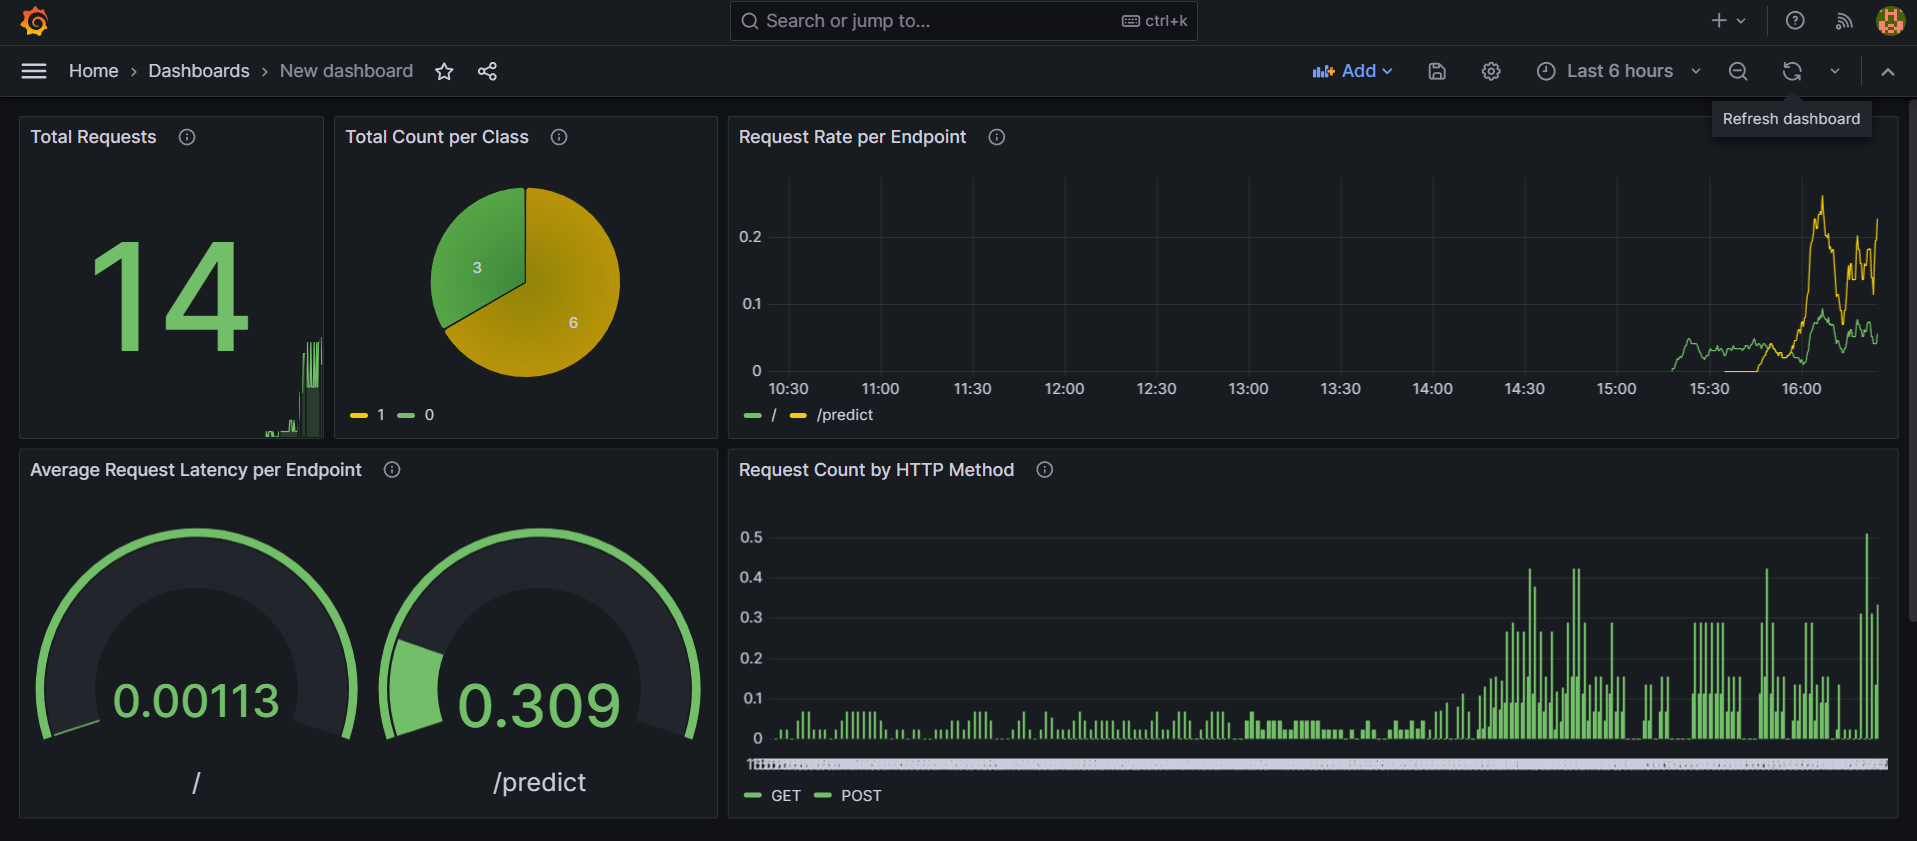 Search or jump to... ctrl+k
Home › Dashboards › New dashboard
Add
Last 6 hours
Refresh dashboard
Total Requests
14
Total Count per Class
3
6
1 0
Request Rate per Endpoint
0.2
0.1
0
10:30 11:00 11:30 12:00 12:30 13:00 13:30 14:00 14:30 15:00 15:30 16:00
/ /predict
Average Request Latency per Endpoint
0.00113
/
0.309
/predict
Request Count by HTTP Method
0.5
0.4
0.3
0.2
0.1
0
GET POST